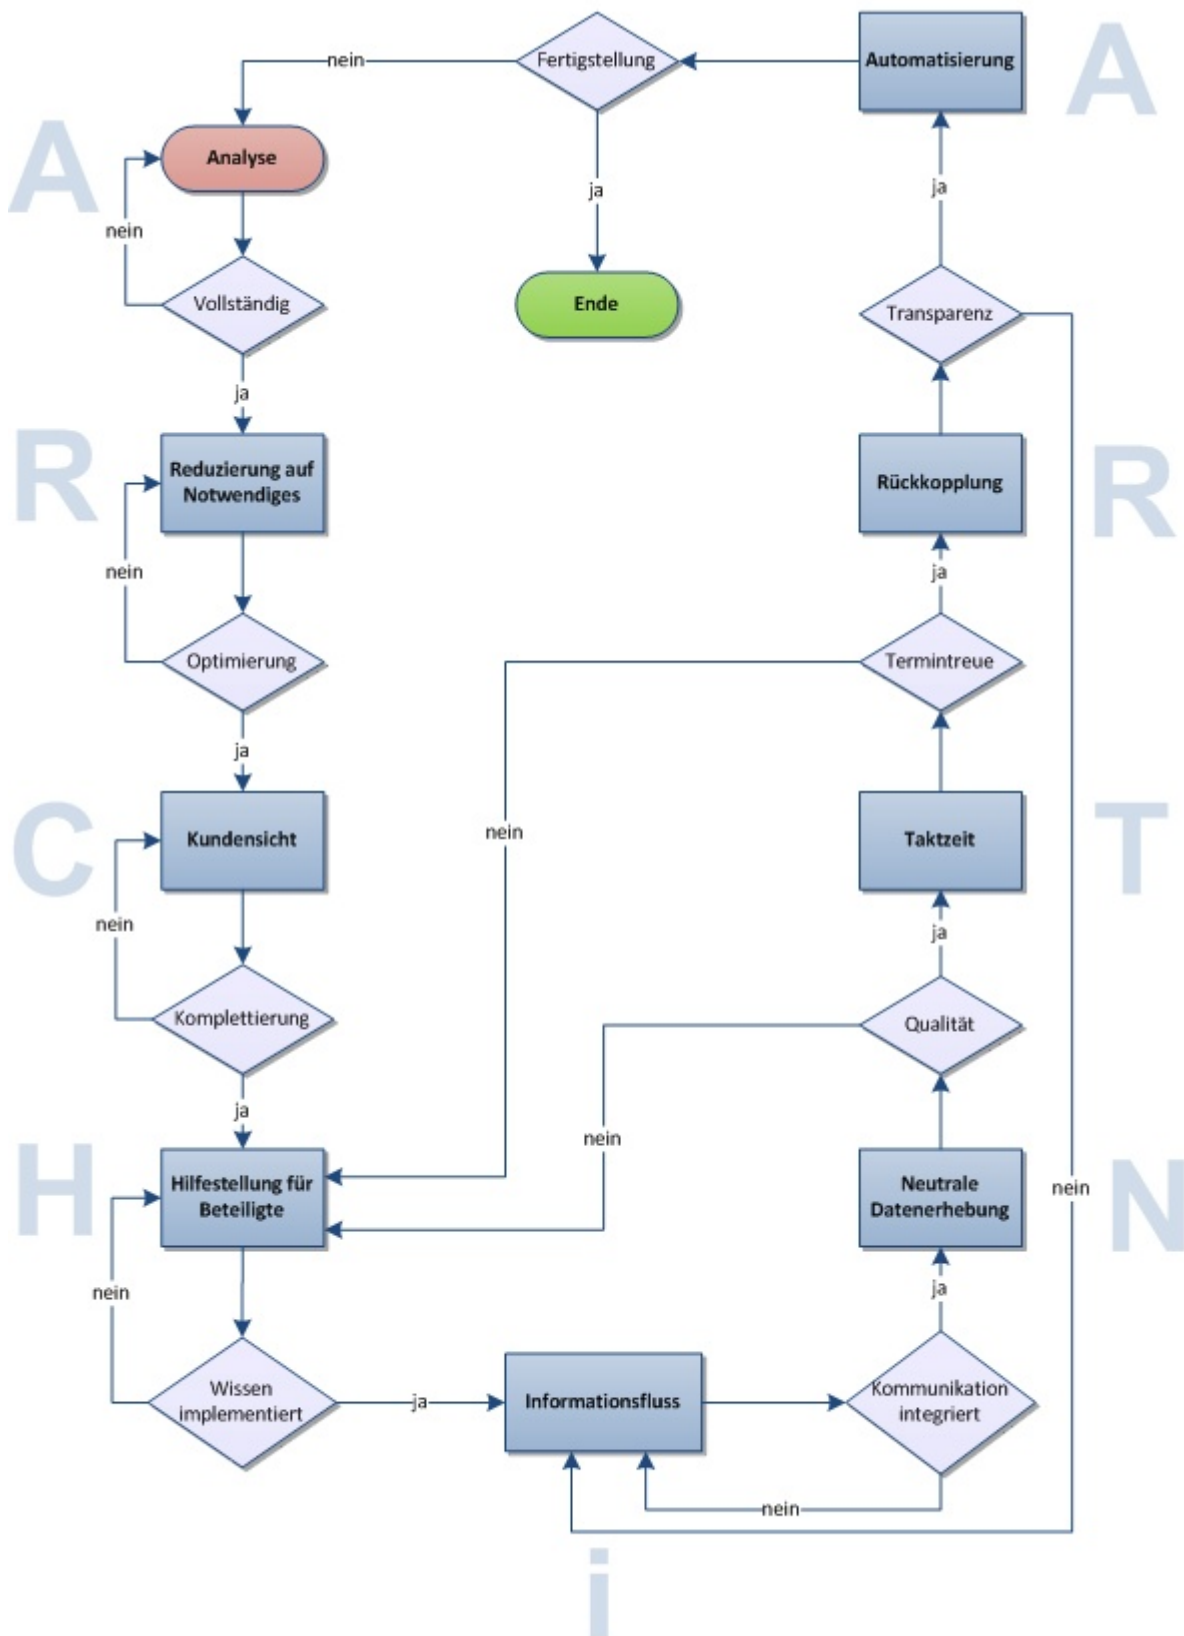 A
nein
Fertigstellung
Automatisierung
A
Analyse
nein
ja
ja
Vollständig
Ende
Transparenz
ja
R
Reduzierung auf
Notwendiges
Rückkopplung
R
nein
ja
Optimierung
Termintreue
ja
C
Kundensicht
nein
Taktzeit
T
nein
ja
Komplettierung
Qualität
ja
nein
H
Hilfestellung für
Beteiligte
Neutrale
Datenerhebung
nein
N
nein
ja
Wissen
implementiert
ja
Informationsfluss
Kommunikation
integriert
nein
i